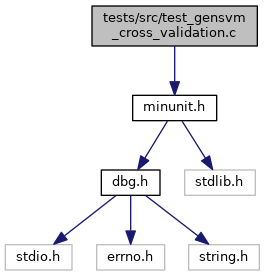 tests/src/test_gensvm
_cross_validation.c
minunit.h
dbg.h
stdlib.h
stdio.h
errno.h
string.h